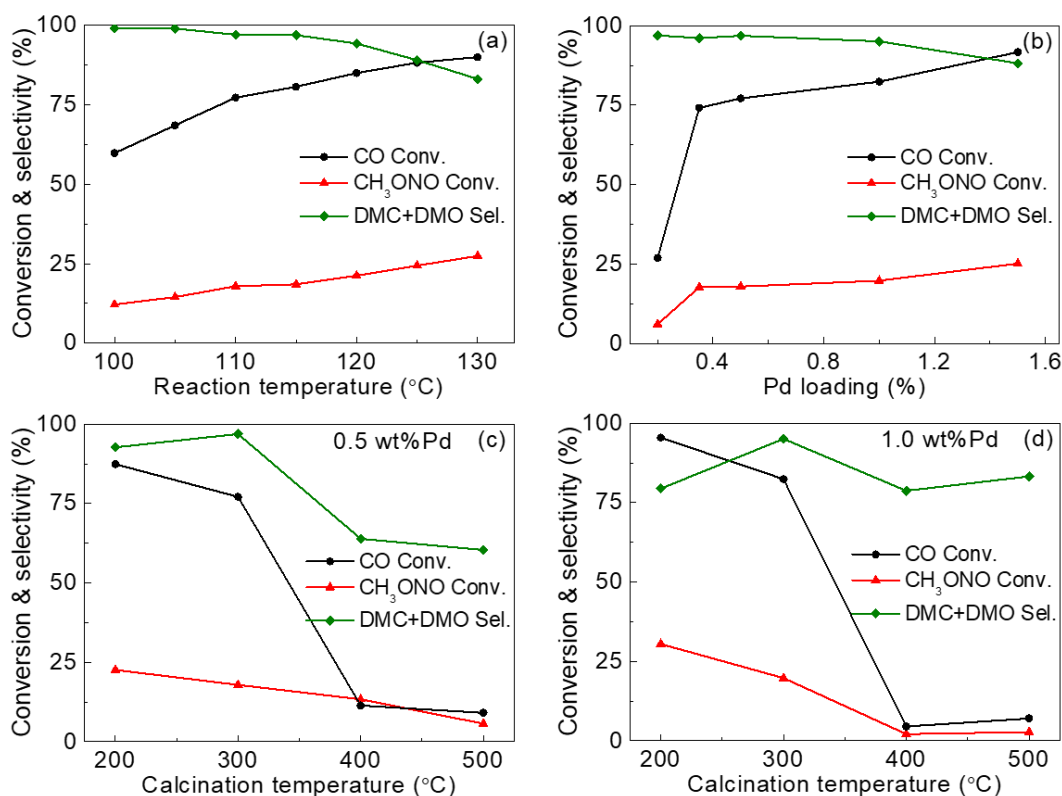 Conversion & selectivity (%)
100
75
50
25
0
(a)
CO Conv.
CH₃ONO Conv.
DMC+DMO Sel.
100
110
120
130
Reaction temperature (°C)
Conversion & selectivity (%)
100
75
50
25
0
(b)
CO Conv.
CH₃ONO Conv.
DMC+DMO Sel.
0.4
0.8
1.2
1.6
Pd loading (%)
Conversion & selectivity (%)
100
75
50
25
0
0.5 wt%Pd
(c)
CO Conv.
CH₃ONO Conv.
DMC+DMO Sel.
200
300
400
500
Calcination temperature (°C)
Conversion & selectivity (%)
100
75
50
25
0
1.0 wt%Pd
(d)
CO Conv.
CH₃ONO Conv.
DMC+DMO Sel.
200
300
400
500
Calcination temperature (°C)